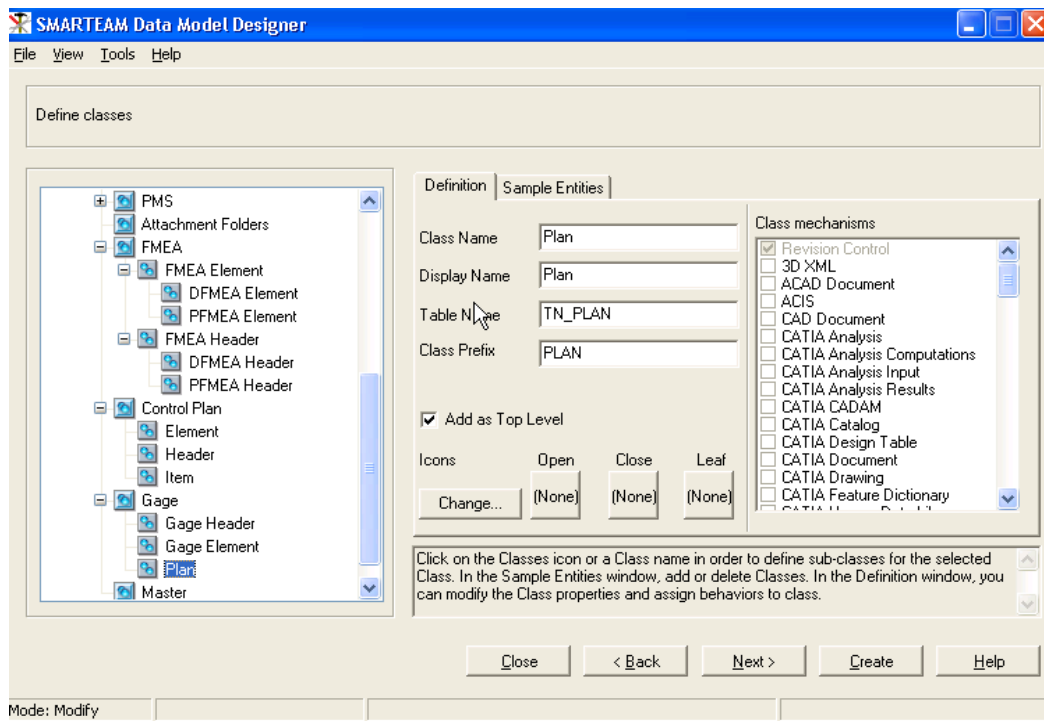 SMARTEAM Data Model Designer
File View Tools Help
Define classes
PMS
Attachment Folders
FMEA
FMEA Element
DFMEA Element
PFMEA Element
FMEA Header
DFMEA Header
PFMEA Header
Control Plan
Element
Header
Item
Gage
Gage Header
Gage Element
Plan
Master
Definition Sample Entities
Class Name Plan
Display Name Plan
Table Name TN_PLAN
Class Prefix PLAN
Add as Top Level
Icons Open Close Leaf
Change... (None) (None) (None)
Class mechanisms
Revision Control
3D XML
ACAD Document
ACIS
CAD Document
CATIA Analysis
CATIA Analysis Computations
CATIA Analysis Input
CATIA Analysis Results
CATIA CADAM
CATIA Catalog
CATIA Design Table
CATIA Document
CATIA Drawing
CATIA Feature Dictionary
Click on the Classes icon or a Class name in order to define sub-classes for the selected
Class. In the Sample Entities window, add or delete Classes. In the Definition window, you
can modify the Class properties and assign behaviors to class.
Close < Back Next > Create Help
Mode: Modify